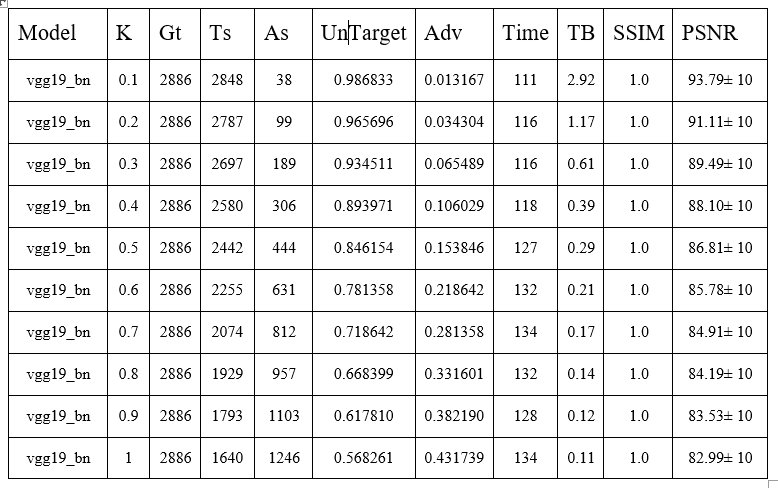 Model K Gt Ts As UnTarget Adv Time TB SSIM PSNR
vgg19_bn 0.1 2886 2848 38 0.986833 0.013167 111 2.92 1.0 93.79± 10
vgg19_bn 0.2 2886 2787 99 0.965696 0.034304 116 1.17 1.0 91.11± 10
vgg19_bn 0.3 2886 2697 189 0.934511 0.065489 116 0.61 1.0 89.49± 10
vgg19_bn 0.4 2886 2580 306 0.893971 0.106029 118 0.39 1.0 88.10± 10
vgg19_bn 0.5 2886 2442 444 0.846154 0.153846 127 0.29 1.0 86.81± 10
vgg19_bn 0.6 2886 2255 631 0.781358 0.218642 132 0.21 1.0 85.78± 10
vgg19_bn 0.7 2886 2074 812 0.718642 0.281358 134 0.17 1.0 84.91± 10
vgg19_bn 0.8 2886 1929 957 0.668399 0.331601 132 0.14 1.0 84.19± 10
vgg19_bn 0.9 2886 1793 1103 0.617810 0.382190 128 0.12 1.0 83.53± 10
vgg19_bn 1 2886 1640 1246 0.568261 0.431739 134 0.11 1.0 82.99± 10